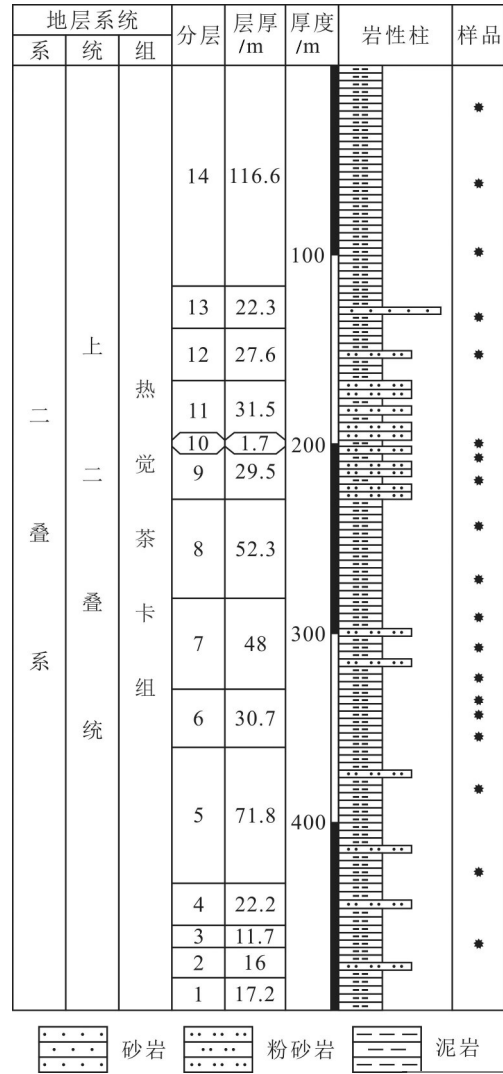 地层系统
分层
层厚
/m
厚度
/m
岩性柱
样品
系
统
组
二叠系
上二叠统
热觉茶卡组
14 116.6
100
13 22.3
12 27.6
11 31.5
10 1.7
200
9 29.5
8 52.3
300
7 48
6 30.7
5 71.8
400
4 22.2
3 11.7
2 16
1 17.2
砂岩
粉砂岩
泥岩